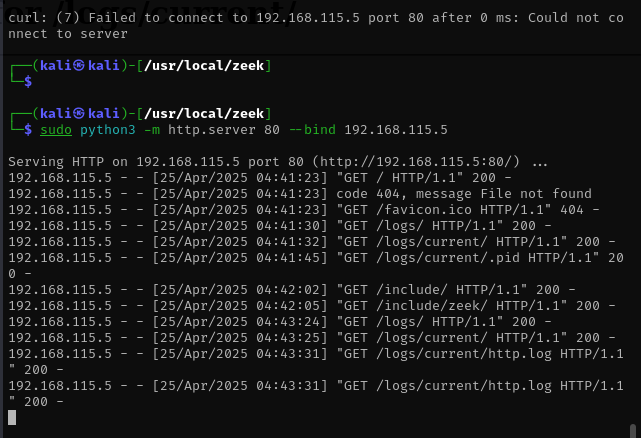 curl: (7) Failed to connect to 192.168.115.5 port 80 after 0 ms: Could not co
nnect to server
┌──(kali㉿kali)-[/usr/local/zeek]
└─$
┌──(kali㉿kali)-[/usr/local/zeek]
└─$ sudo python3 -m http.server 80 --bind 192.168.115.5
Serving HTTP on 192.168.115.5 port 80 (http://192.168.115.5:80/) ...
192.168.115.5 - - [25/Apr/2025 04:41:23] "GET / HTTP/1.1" 200 -
192.168.115.5 - - [25/Apr/2025 04:41:23] code 404, message File not found
192.168.115.5 - - [25/Apr/2025 04:41:23] "GET /favicon.ico HTTP/1.1" 404 -
192.168.115.5 - - [25/Apr/2025 04:41:30] "GET /logs/ HTTP/1.1" 200 -
192.168.115.5 - - [25/Apr/2025 04:41:32] "GET /logs/current/ HTTP/1.1" 200 -
192.168.115.5 - - [25/Apr/2025 04:41:45] "GET /logs/current/.pid HTTP/1.1" 20
0 -
192.168.115.5 - - [25/Apr/2025 04:42:02] "GET /include/ HTTP/1.1" 200 -
192.168.115.5 - - [25/Apr/2025 04:42:05] "GET /include/zeek/ HTTP/1.1" 200 -
192.168.115.5 - - [25/Apr/2025 04:43:24] "GET /logs/ HTTP/1.1" 200 -
192.168.115.5 - - [25/Apr/2025 04:43:25] "GET /logs/current/ HTTP/1.1" 200 -
192.168.115.5 - - [25/Apr/2025 04:43:31] "GET /logs/current/http.log HTTP/1.1
" 200 -
192.168.115.5 - - [25/Apr/2025 04:43:31] "GET /logs/current/http.log HTTP/1.1
" 200 -